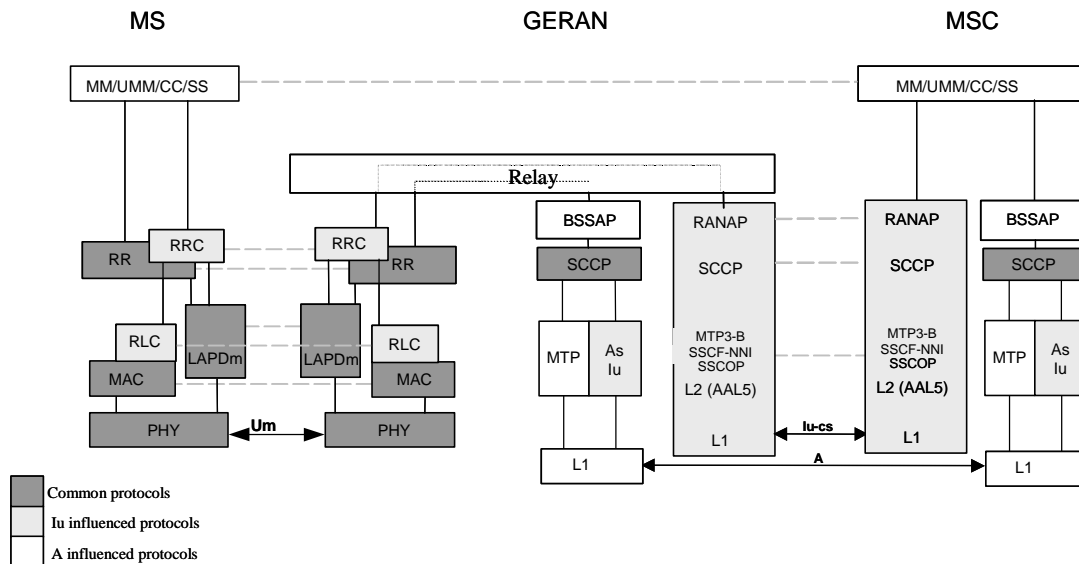 MS
GERAN
MSC
MM/UMM/CC/SS
MM/UMM/CC/SS
Relay
RRC
RR
RRC
RR
BSSAP
SCCP
RANAP
SCCP
RANAP
SCCP
BSSAP
SCCP
RLC
LAPDm
MAC
LAPDm
RLC
MAC
MTP
As
Iu
MTP3-B
SSCF-NNI
SSCOP
L2 (AAL5)
MTP3-B
SSCF-NNI
SSCOP
L2 (AAL5)
MTP
As
Iu
PHY
Um
PHY
L1
Iu-cs
L1
L1
A
L1
Common protocols
Iu influenced protocols
A influenced protocols